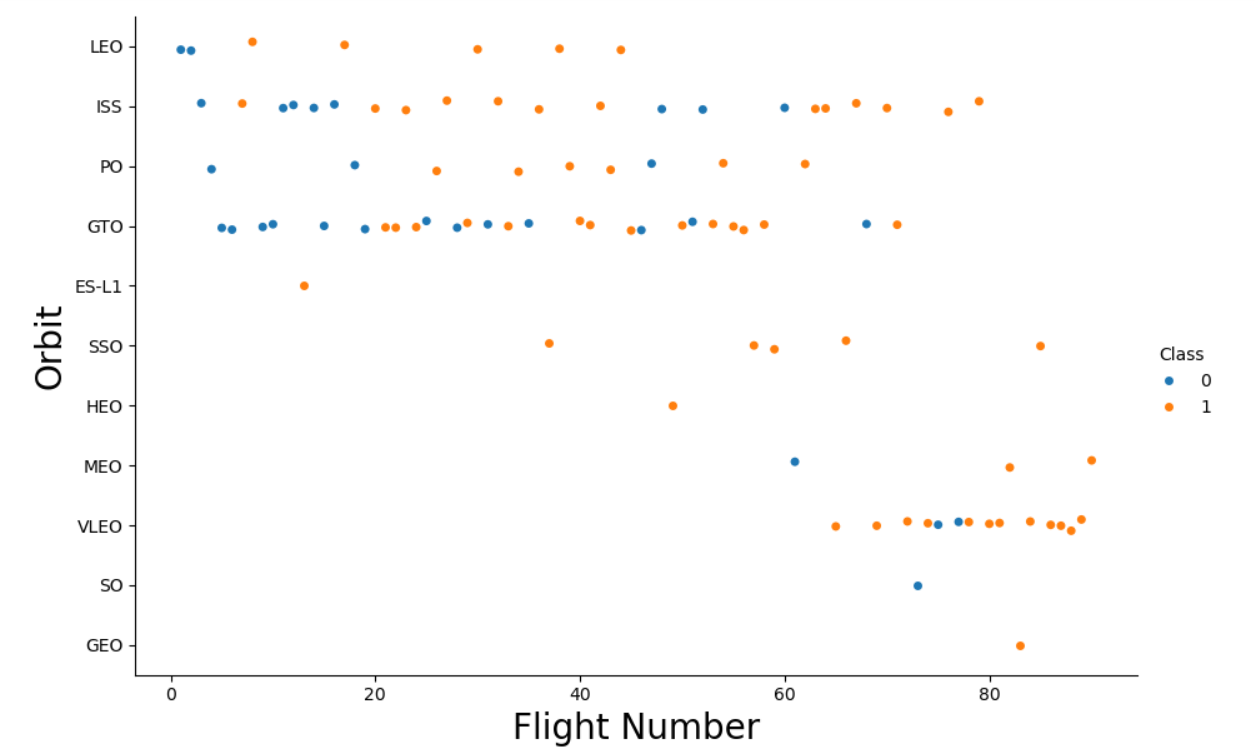 LEO
ISS
PO
GTO
ES-L1
SSO
HEO
MEO
VLEO
SO
GEO
Orbit
0 20 40 60 80
Flight Number
Class
0
1